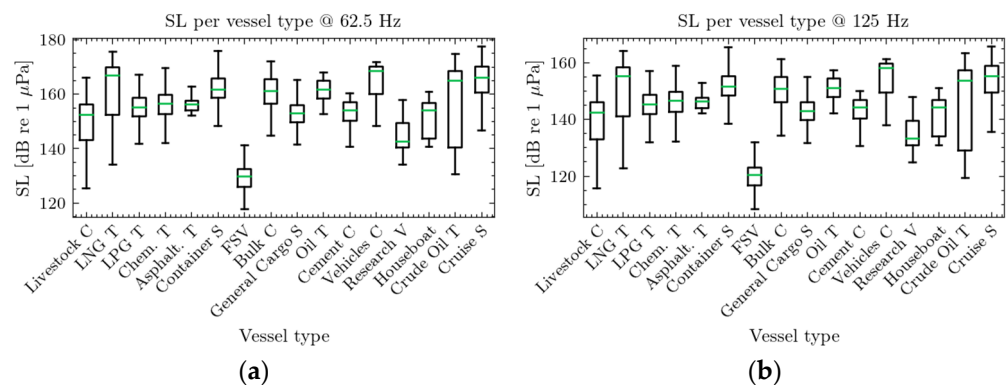 SL per vessel type @ 62.5 Hz
SL [dB re 1 μPa]
180
160
140
120
Livestock C
LNG T
LPG T
Chem. T
Asphalt. T
Container S
FSV
Bulk C
General Cargo S
Oil T
Cement C
Vehicles C
Research V
Houseboat
Crude Oil T
Cruise S
Vessel type
(a)
SL per vessel type @ 125 Hz
SL [dB re 1 μPa]
160
140
120
Livestock C
LNG T
LPG T
Chem. T
Asphalt. T
Container S
FSV
Bulk C
General Cargo S
Oil T
Cement C
Vehicles C
Research V
Houseboat
Crude Oil T
Cruise S
Vessel type
(b)